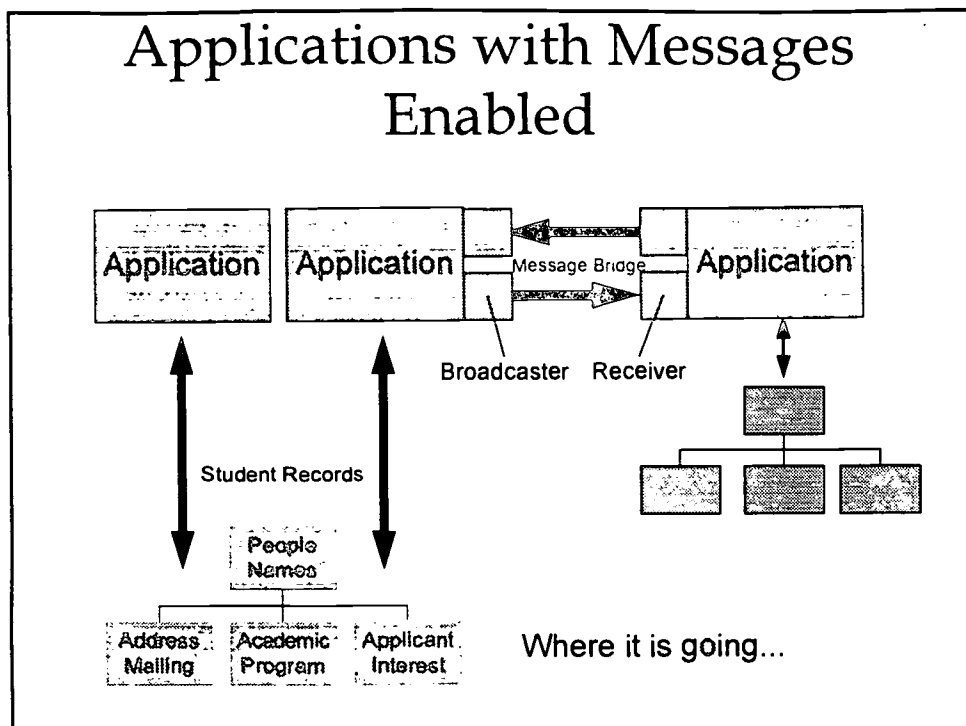 Applications with Messages
Enabled
Application
Application
Message Bridge
Application
Broadcaster
Receiver
Student Records
People
Names
Address
Mailing
Academic
Program
Applicant
Interest
Where it is going...